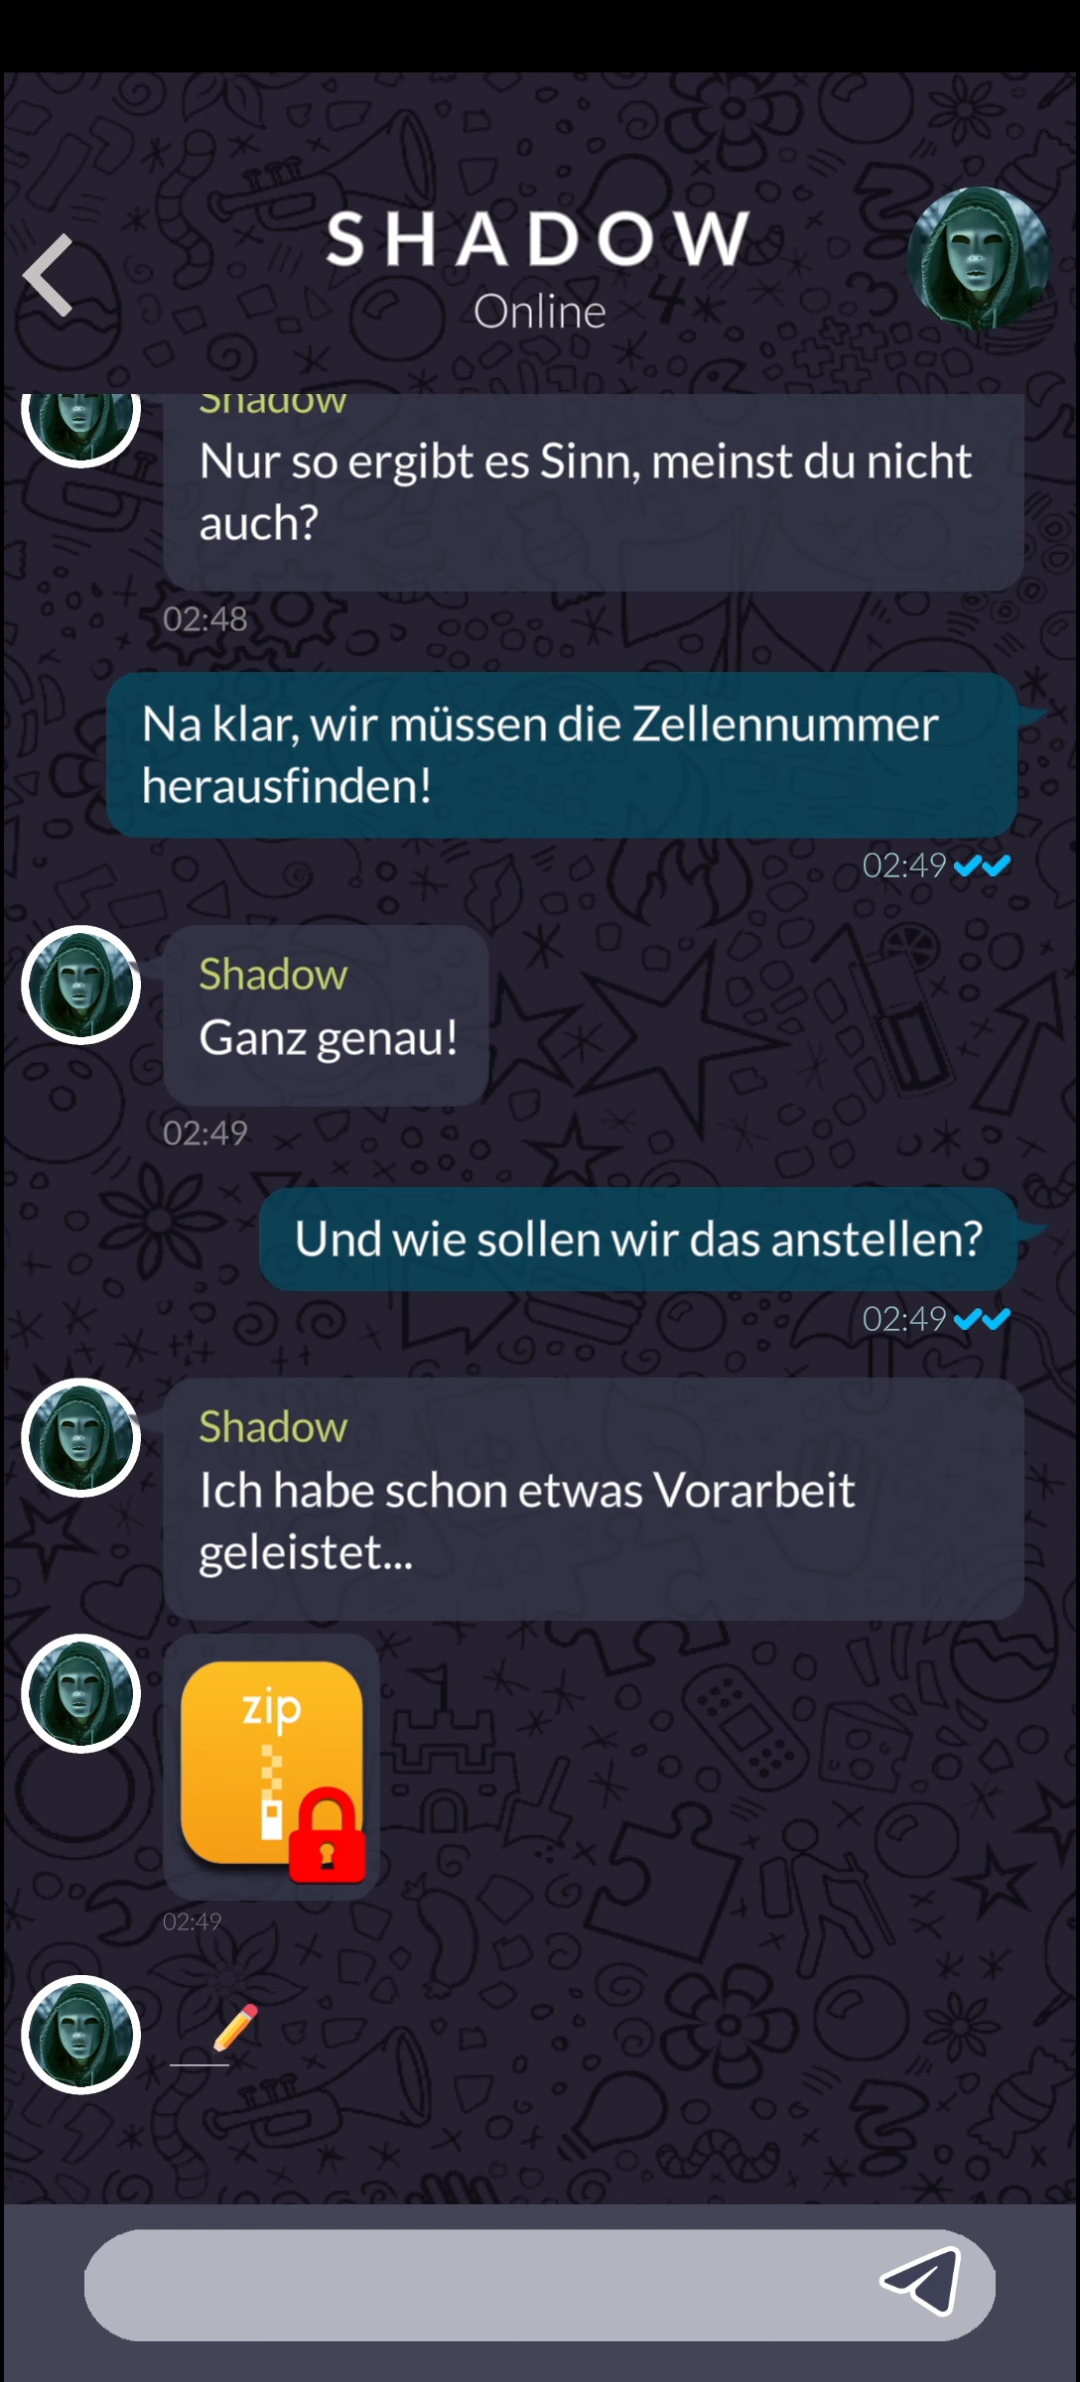 SHADOW
Online
Shadow
Nur so ergibt es Sinn, meinst du nicht
auch?
02:48
Na klar, wir müssen die Zellennummer
herausfinden!
02:49
Shadow
Ganz genau!
02:49
Und wie sollen wir das anstellen?
02:49
Shadow
Ich habe schon etwas Vorarbeit
geleistet...
zip
02:49